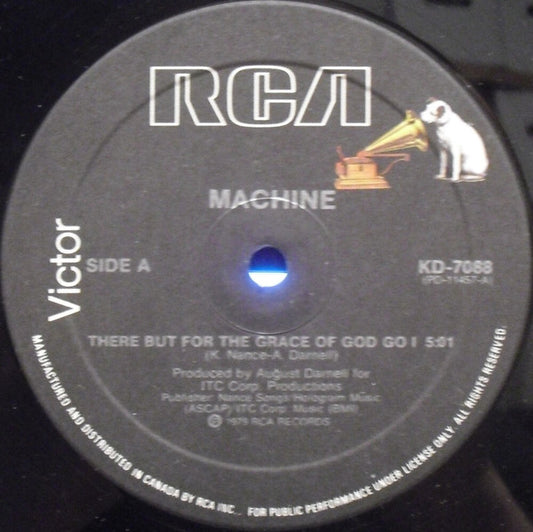 RCA
MACHINE
Victor
SIDE A
KD-7088
(PD-11457-A)
THERE BUT FOR THE GRACE OF GOD GO I 5:01
(K. Nance-A. Darnell)
Produced by August Darnell for
ITC Corp. Productions
Publisher: Nance Songs/Hologram Music
(ASCAP)/ITC Corp. Music (BMI)
Ⓟ 1979 RCA RECORDS
MANUFACTURED AND DISTRIBUTED IN CANADA BY RCA INC.. FOR PUBLIC PERFORMANCE UNDER LICENSE ONLY. ALL RIGHTS RESERVED.